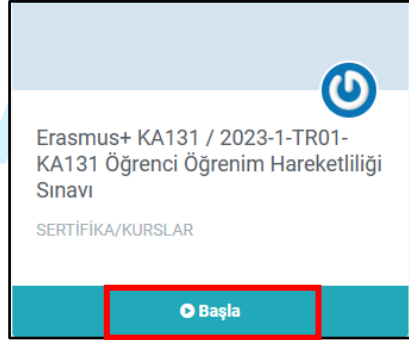 Erasmus+ KA131 / 2023-1-TR01-
KA131 Öğrenci Öğrenim Hareketliliği
Sınavı
SERTİFİKA/KURSLAR
Başla